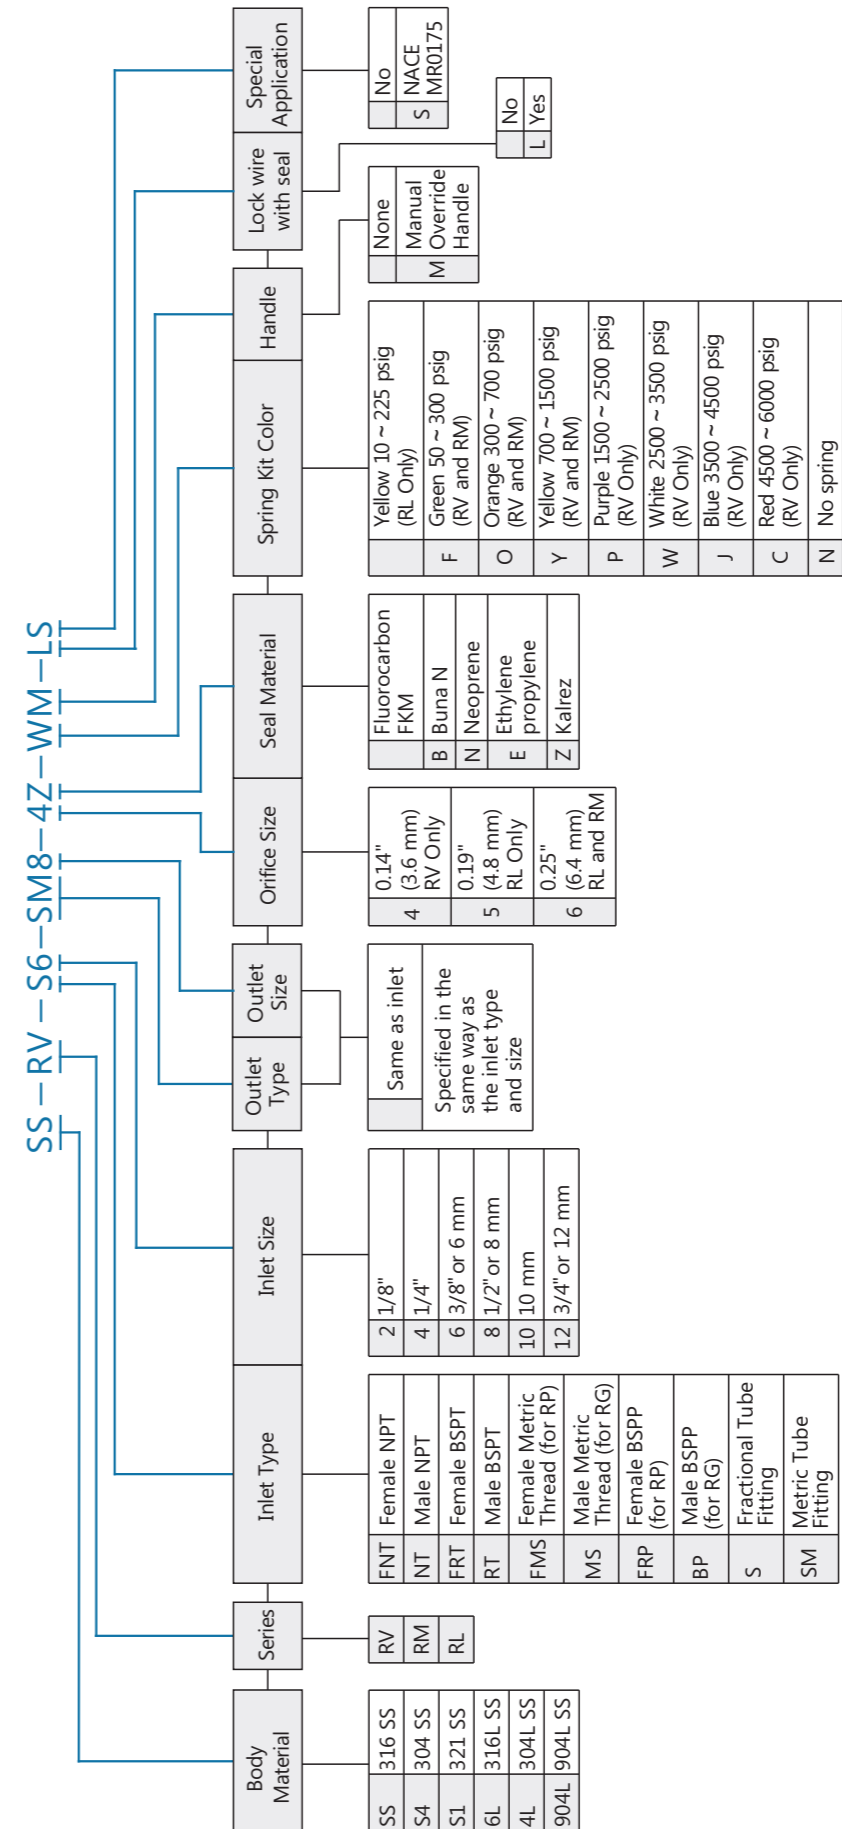 SS－RV－S6－SM8－4Z－WM－LS
Body
Material
SS 316 SS
S4 304 SS
S1 321 SS
6L 316L SS
4L 304L SS
904L 904L SS
Series
RV
RM
RL
Inlet Type
FNT Female NPT
NT Male NPT
FRT Female BSPT
RT Male BSPT
FMS Female Metric
Thread (for RP)
MS Male Metric
Thread (for RG)
FRP Female BSPP
(for RP)
BP Male BSPP
(for RG)
S Fractional Tube
Fitting
SM Metric Tube
Fitting
Inlet Size
2 1/8"
4 1/4"
6 3/8" or 6 mm
8 1/2" or 8 mm
10 10 mm
12 3/4" or 12 mm
Outlet
Type
Outlet
Size
Same as inlet
Specified in the
same way as
the inlet type
and size
Orifice Size
4 0.14"
(3.6 mm)
RV Only
5 0.19"
(4.8 mm)
RL Only
6 0.25"
(6.4 mm)
RL and RM
Seal Material
Fluorocarbon
FKM
B Buna N
N Neoprene
E Ethylene
propylene
Z Kalrez
Spring Kit Color
Yellow 10 ~ 225 psig
(RL Only)
F Green 50 ~ 300 psig
(RV and RM)
O Orange 300 ~ 700 psig
(RV and RM)
Y Yellow 700 ~ 1500 psig
(RV and RM)
P Purple 1500 ~ 2500 psig
(RV Only)
W White 2500 ~ 3500 psig
(RV Only)
J Blue 3500 ~ 4500 psig
(RV Only)
C Red 4500 ~ 6000 psig
(RV Only)
N No spring
Handle
None
M Manual
Override
Handle
Lock wire
with seal
No
L Yes
Special
Application
No
S NACE
MR0175